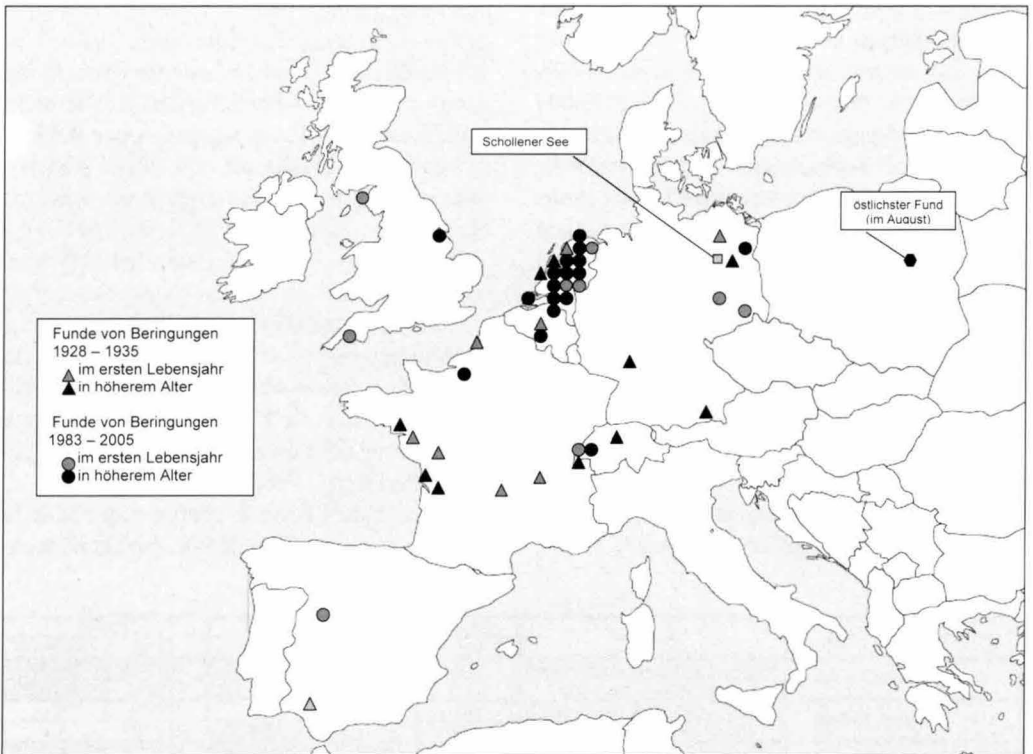 Schollener See
östlichster Fund
(im August)
Funde von Beringungen
1928 – 1935
im ersten Lebensjahr
in höherem Alter
Funde von Beringungen
1983 – 2005
im ersten Lebensjahr
in höherem Alter